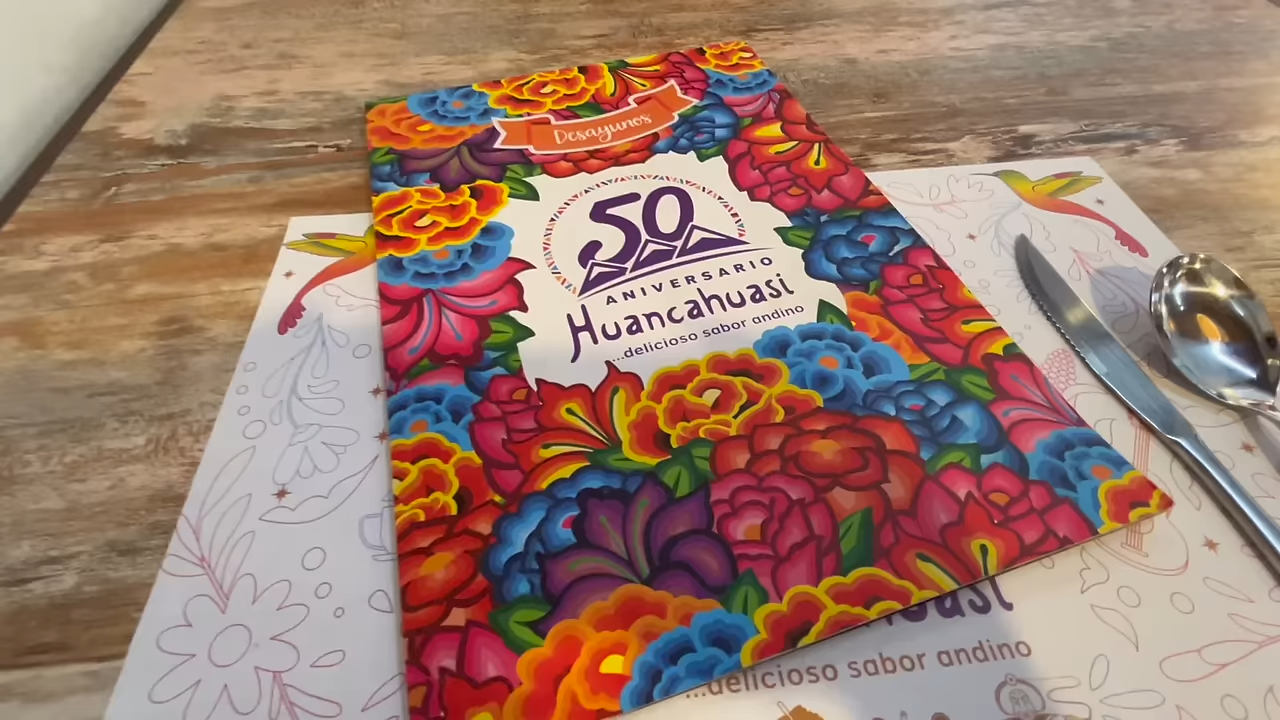 Desayunos
50
ANIVERSARIO
Huancahuasi
...delicioso sabor andino
...delicioso sabor andino